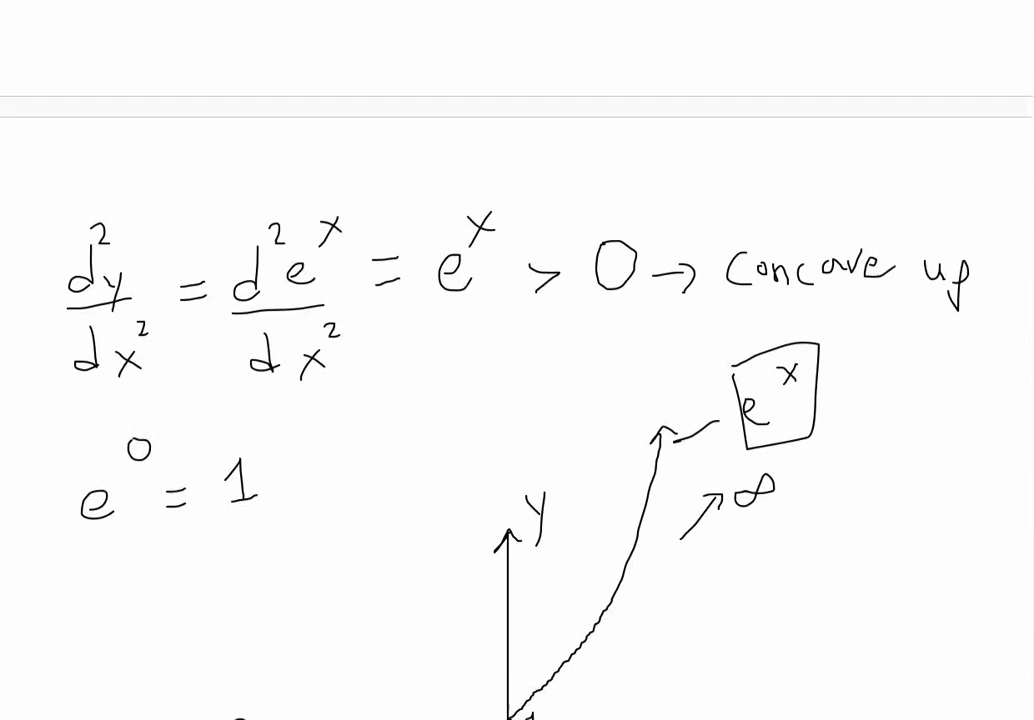 d²y/dx² = d²e^x/dx² = e^x > 0 → concave up
e^x
e^0 = 1
↗ ∞
y